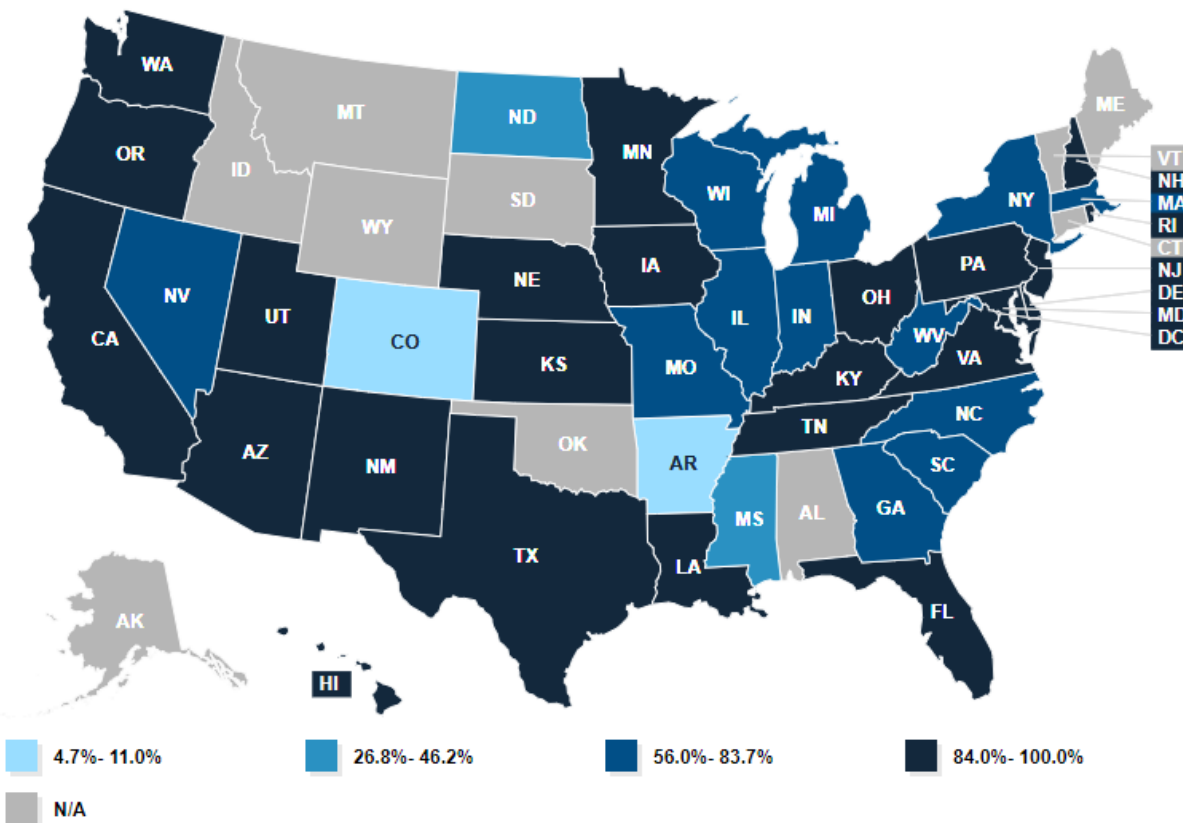 WA
MT
ND
MN
ME
OR
ID
SD
WI
MI
NY
VT
NH
MA
RI
CT
NJ
DE
MD
DC
WY
NV
UT
CO
NE
IA
IL
IN
OH
PA
WV
VA
CA
KS
MO
KY
AZ
NM
OK
AR
TN
NC
SC
MS
AL
GA
TX
LA
FL
AK
HI
4.7%- 11.0%
26.8%- 46.2%
56.0%- 83.7%
84.0%- 100.0%
N/A